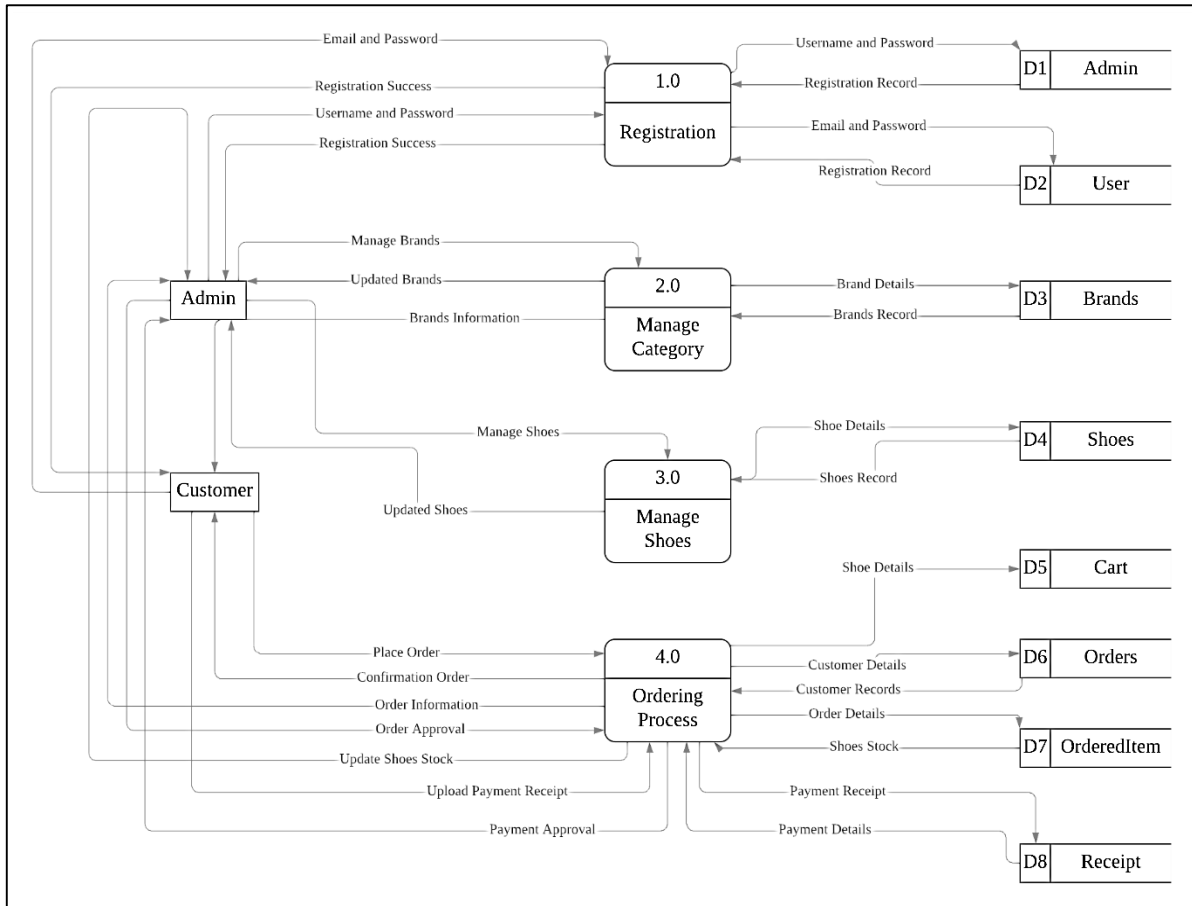 Email and Password
Username and Password
1.0
D1 Admin
Registration Success
Registration Record
Username and Password
Registration
Email and Password
Registration Success
Registration Record
D2 User
Manage Brands
Updated Brands
2.0
Brand Details
D3 Brands
Admin
Brands Information
Manage
Category
Brands Record
Manage Shoes
Shoe Details
D4 Shoes
3.0
Shoes Record
Customer
Updated Shoes
Manage
Shoes
Shoe Details
D5 Cart
Place Order
4.0
Customer Details
D6 Orders
Confirmation Order
Customer Records
Order Information
Ordering
Process
Order Details
Order Approval
Shoes Stock
D7 OrderedItem
Update Shoes Stock
Upload Payment Receipt
Payment Receipt
Payment Approval
Payment Details
D8 Receipt